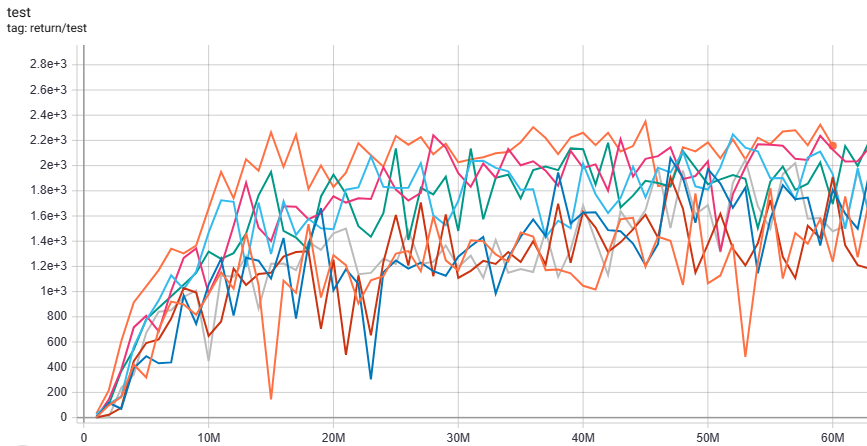 test
tag: return/test
2.8e+3
2.6e+3
2.4e+3
2.2e+3
2e+3
1.8e+3
1.6e+3
1.4e+3
1.2e+3
1e+3
800
600
400
200
0
0 10M 20M 30M 40M 50M 60M